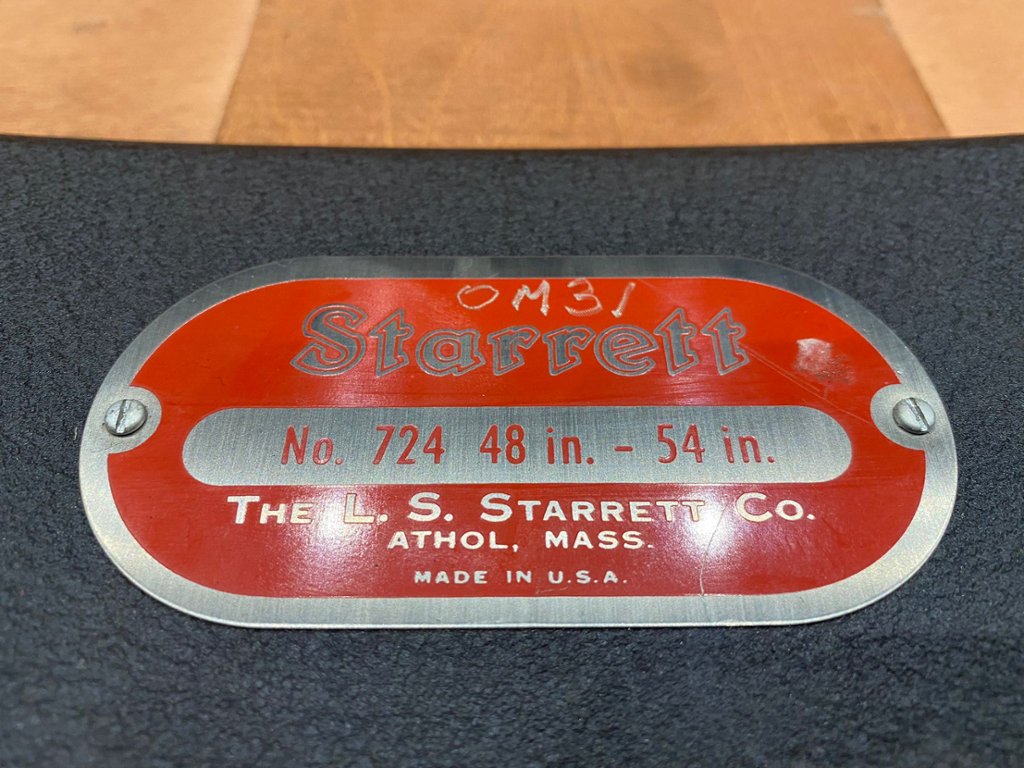 OM31
Starrett
No. 724 48 in. - 54 in.
THE L. S. STARRETT CO.
ATHOL, MASS.
MADE IN U.S.A.